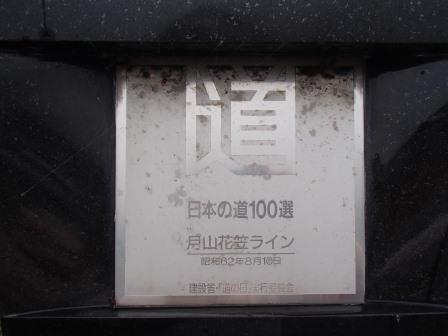 道
日本の道100選
月山花笠ライン
昭和62年8月10日
建設省・「道の日」実行委員会